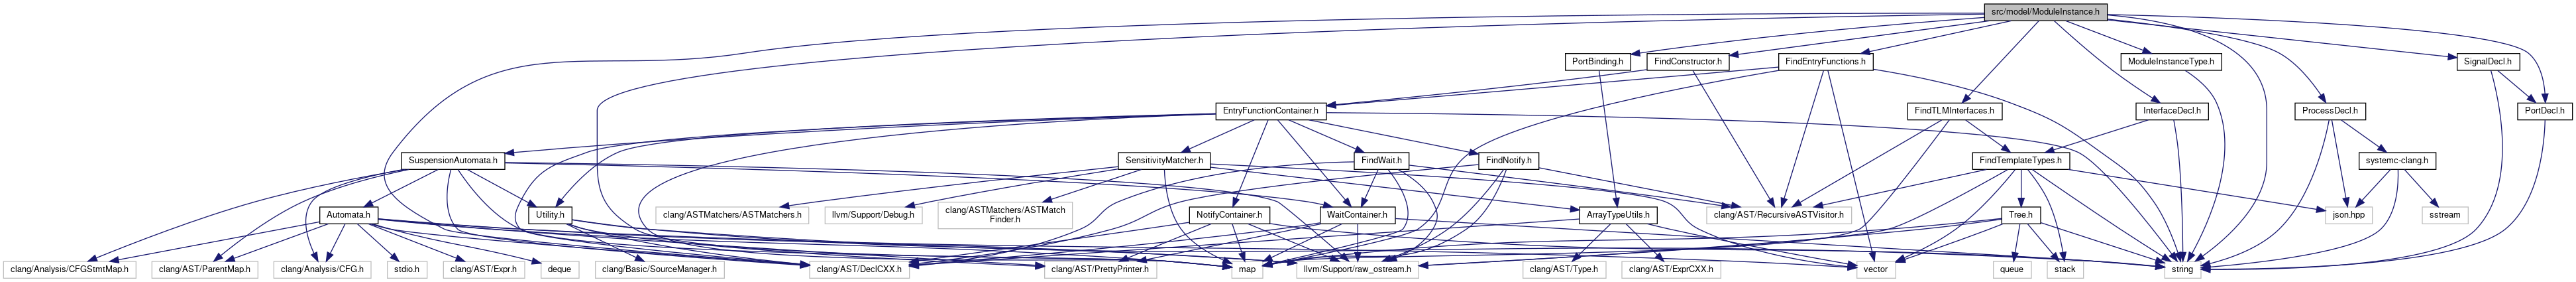 src/model/ModuleInstance.h
PortBinding.h
FindConstructor.h
FindEntryFunctions.h
ModuleInstanceType.h
SignalDecl.h
EntryFunctionContainer.h
FindTLMInterfaces.h
InterfaceDecl.h
ProcessDecl.h
PortDecl.h
SuspensionAutomata.h
SensitivityMatcher.h
FindWait.h
FindNotify.h
FindTemplateTypes.h
systemc-clang.h
Automata.h
Utility.h
clang/ASTMatchers/ASTMatchers.h
llvm/Support/Debug.h
clang/ASTMatchers/ASTMatch
Finder.h
NotifyContainer.h
WaitContainer.h
ArrayTypeUtils.h
clang/AST/RecursiveASTVisitor.h
Tree.h
json.hpp
sstream
clang/Analysis/CFGStmtMap.h
clang/AST/ParentMap.h
clang/Analysis/CFG.h
stdio.h
clang/AST/Expr.h
deque
clang/Basic/SourceManager.h
clang/AST/DeclCXX.h
clang/AST/PrettyPrinter.h
map
llvm/Support/raw_ostream.h
clang/AST/Type.h
clang/AST/ExprCXX.h
vector
queue
stack
string